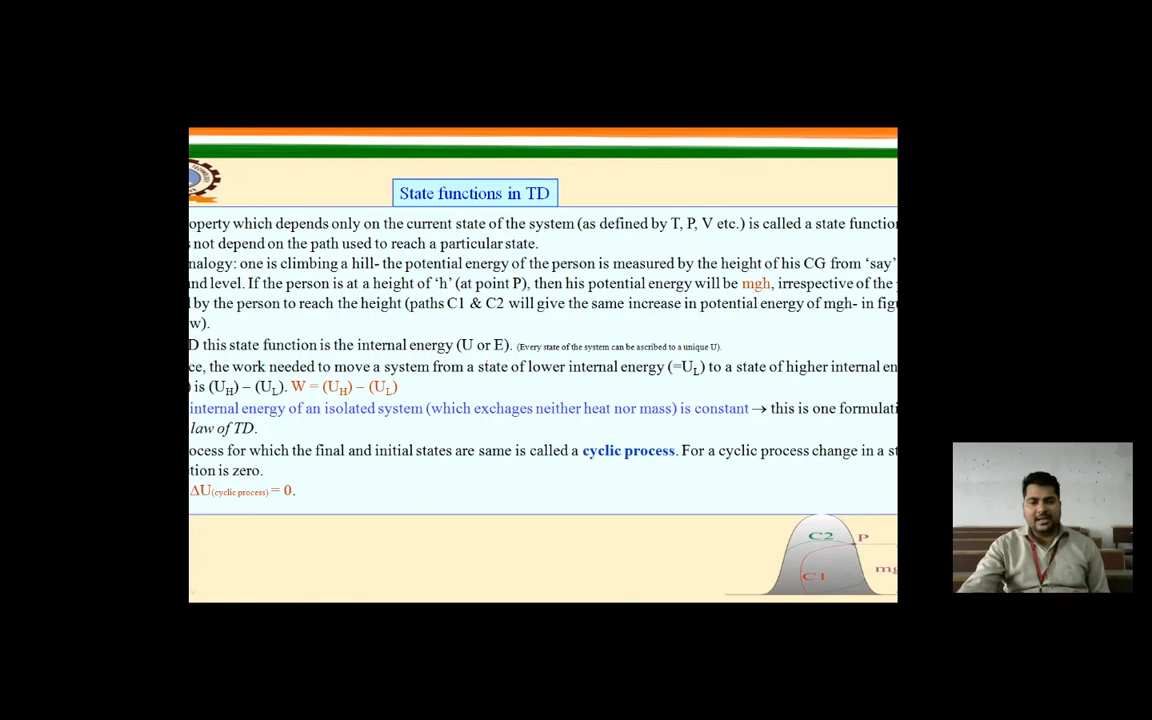 State functions in TD
operty which depends only on the current state of the system (as defined by T, P, V etc.) is called a state function
not depend on the path used to reach a particular state.
nalogy: one is climbing a hill- the potential energy of the person is measured by the height of his CG from ‘say’
nd level. If the person is at a height of ‘h’ (at point P), then his potential energy will be mgh, irrespective of the
by the person to reach the height (paths C1 & C2 will give the same increase in potential energy of mgh- in figu
w).
D this state function is the internal energy (U or E). (Every state of the system can be ascribed to a unique U).
ce, the work needed to move a system from a state of lower internal energy (=UL) to a state of higher internal en
) is (UH) – (UL). W = (UH) – (UL)
internal energy of an isolated system (which exchages neither heat nor mass) is constant → this is one formulati
law of TD.
ocess for which the final and initial states are same is called a cyclic process. For a cyclic process change in a st
tion is zero.
ΔU(cyclic process) = 0.
C2 P
C1 mg